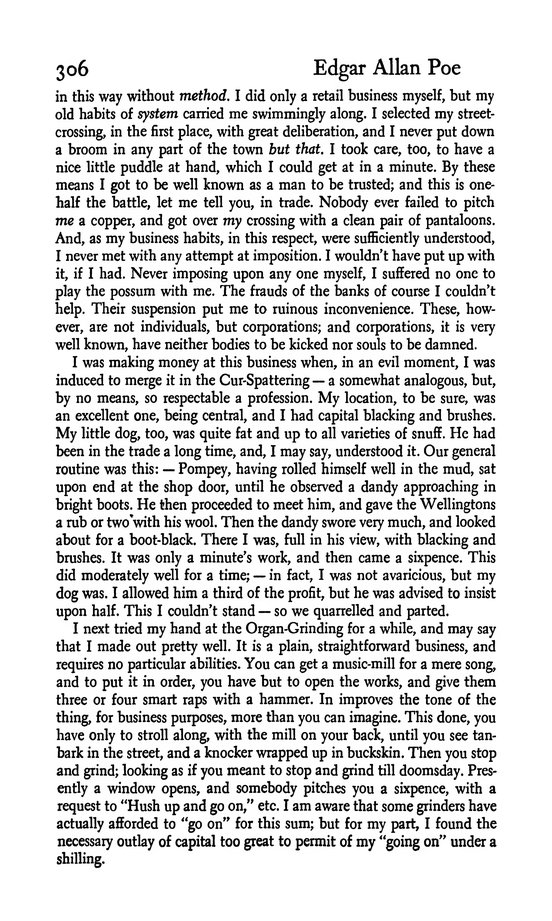 306 Edgar Allan Poe
in this way without method. I did only a retail business myself, but my
old habits of system carried me swimmingly along. I selected my street-
crossing, in the first place, with great deliberation, and I never put down
a broom in any part of the town but that. I took care, too, to have a
nice little puddle at hand, which I could get at in a minute. By these
means I got to be well known as a man to be trusted; and this is one-
half the battle, let me tell you, in trade. Nobody ever failed to pitch
me a copper, and got over my crossing with a clean pair of pantaloons.
And, as my business habits, in this respect, were sufficiently understood,
I never met with any attempt at imposition. I wouldn't have put up with
it, if I had. Never imposing upon any one myself, I suffered no one to
play the possum with me. The frauds of the banks of course I couldn't
help. Their suspension put me to ruinous inconvenience. These, how-
ever, are not individuals, but corporations; and corporations, it is very
well known, have neither bodies to be kicked nor souls to be damned.
I was making money at this business when, in an evil moment, I was
induced to merge it in the Cur-Spattering — a somewhat analogous, but,
by no means, so respectable a profession. My location, to be sure, was
an excellent one, being central, and I had capital blacking and brushes.
My little dog, too, was quite fat and up to all varieties of snuff. He had
been in the trade a long time, and, I may say, understood it. Our general
routine was this: — Pompey, having rolled himself well in the mud, sat
upon end at the shop door, until he observed a dandy approaching in
bright boots. He then proceeded to meet him, and gave the Wellingtons
a rub or two with his wool. Then the dandy swore very much, and looked
about for a boot-black. There I was, full in his view, with blacking and
brushes. It was only a minute's work, and then came a sixpence. This
did moderately well for a time; — in fact, I was not avaricious, but my
dog was. I allowed him a third of the profit, but he was advised to insist
upon half. This I couldn't stand — so we quarrelled and parted.
I next tried my hand at the Organ-Grinding for a while, and may say
that I made out pretty well. It is a plain, straightforward business, and
requires no particular abilities. You can get a music-mill for a mere song,
and to put it in order, you have but to open the works, and give them
three or four smart raps with a hammer. In improves the tone of the
thing, for business purposes, more than you can imagine. This done, you
have only to stroll along, with the mill on your back, until you see tan-
bark in the street, and a knocker wrapped up in buckskin. Then you stop
and grind; looking as if you meant to stop and grind till doomsday. Pres-
ently a window opens, and somebody pitches you a sixpence, with a
request to "Hush up and go on," etc. I am aware that some grinders have
actually afforded to "go on" for this sum; but for my part, I found the
necessary outlay of capital too great to permit of my "going on" under a
shilling.